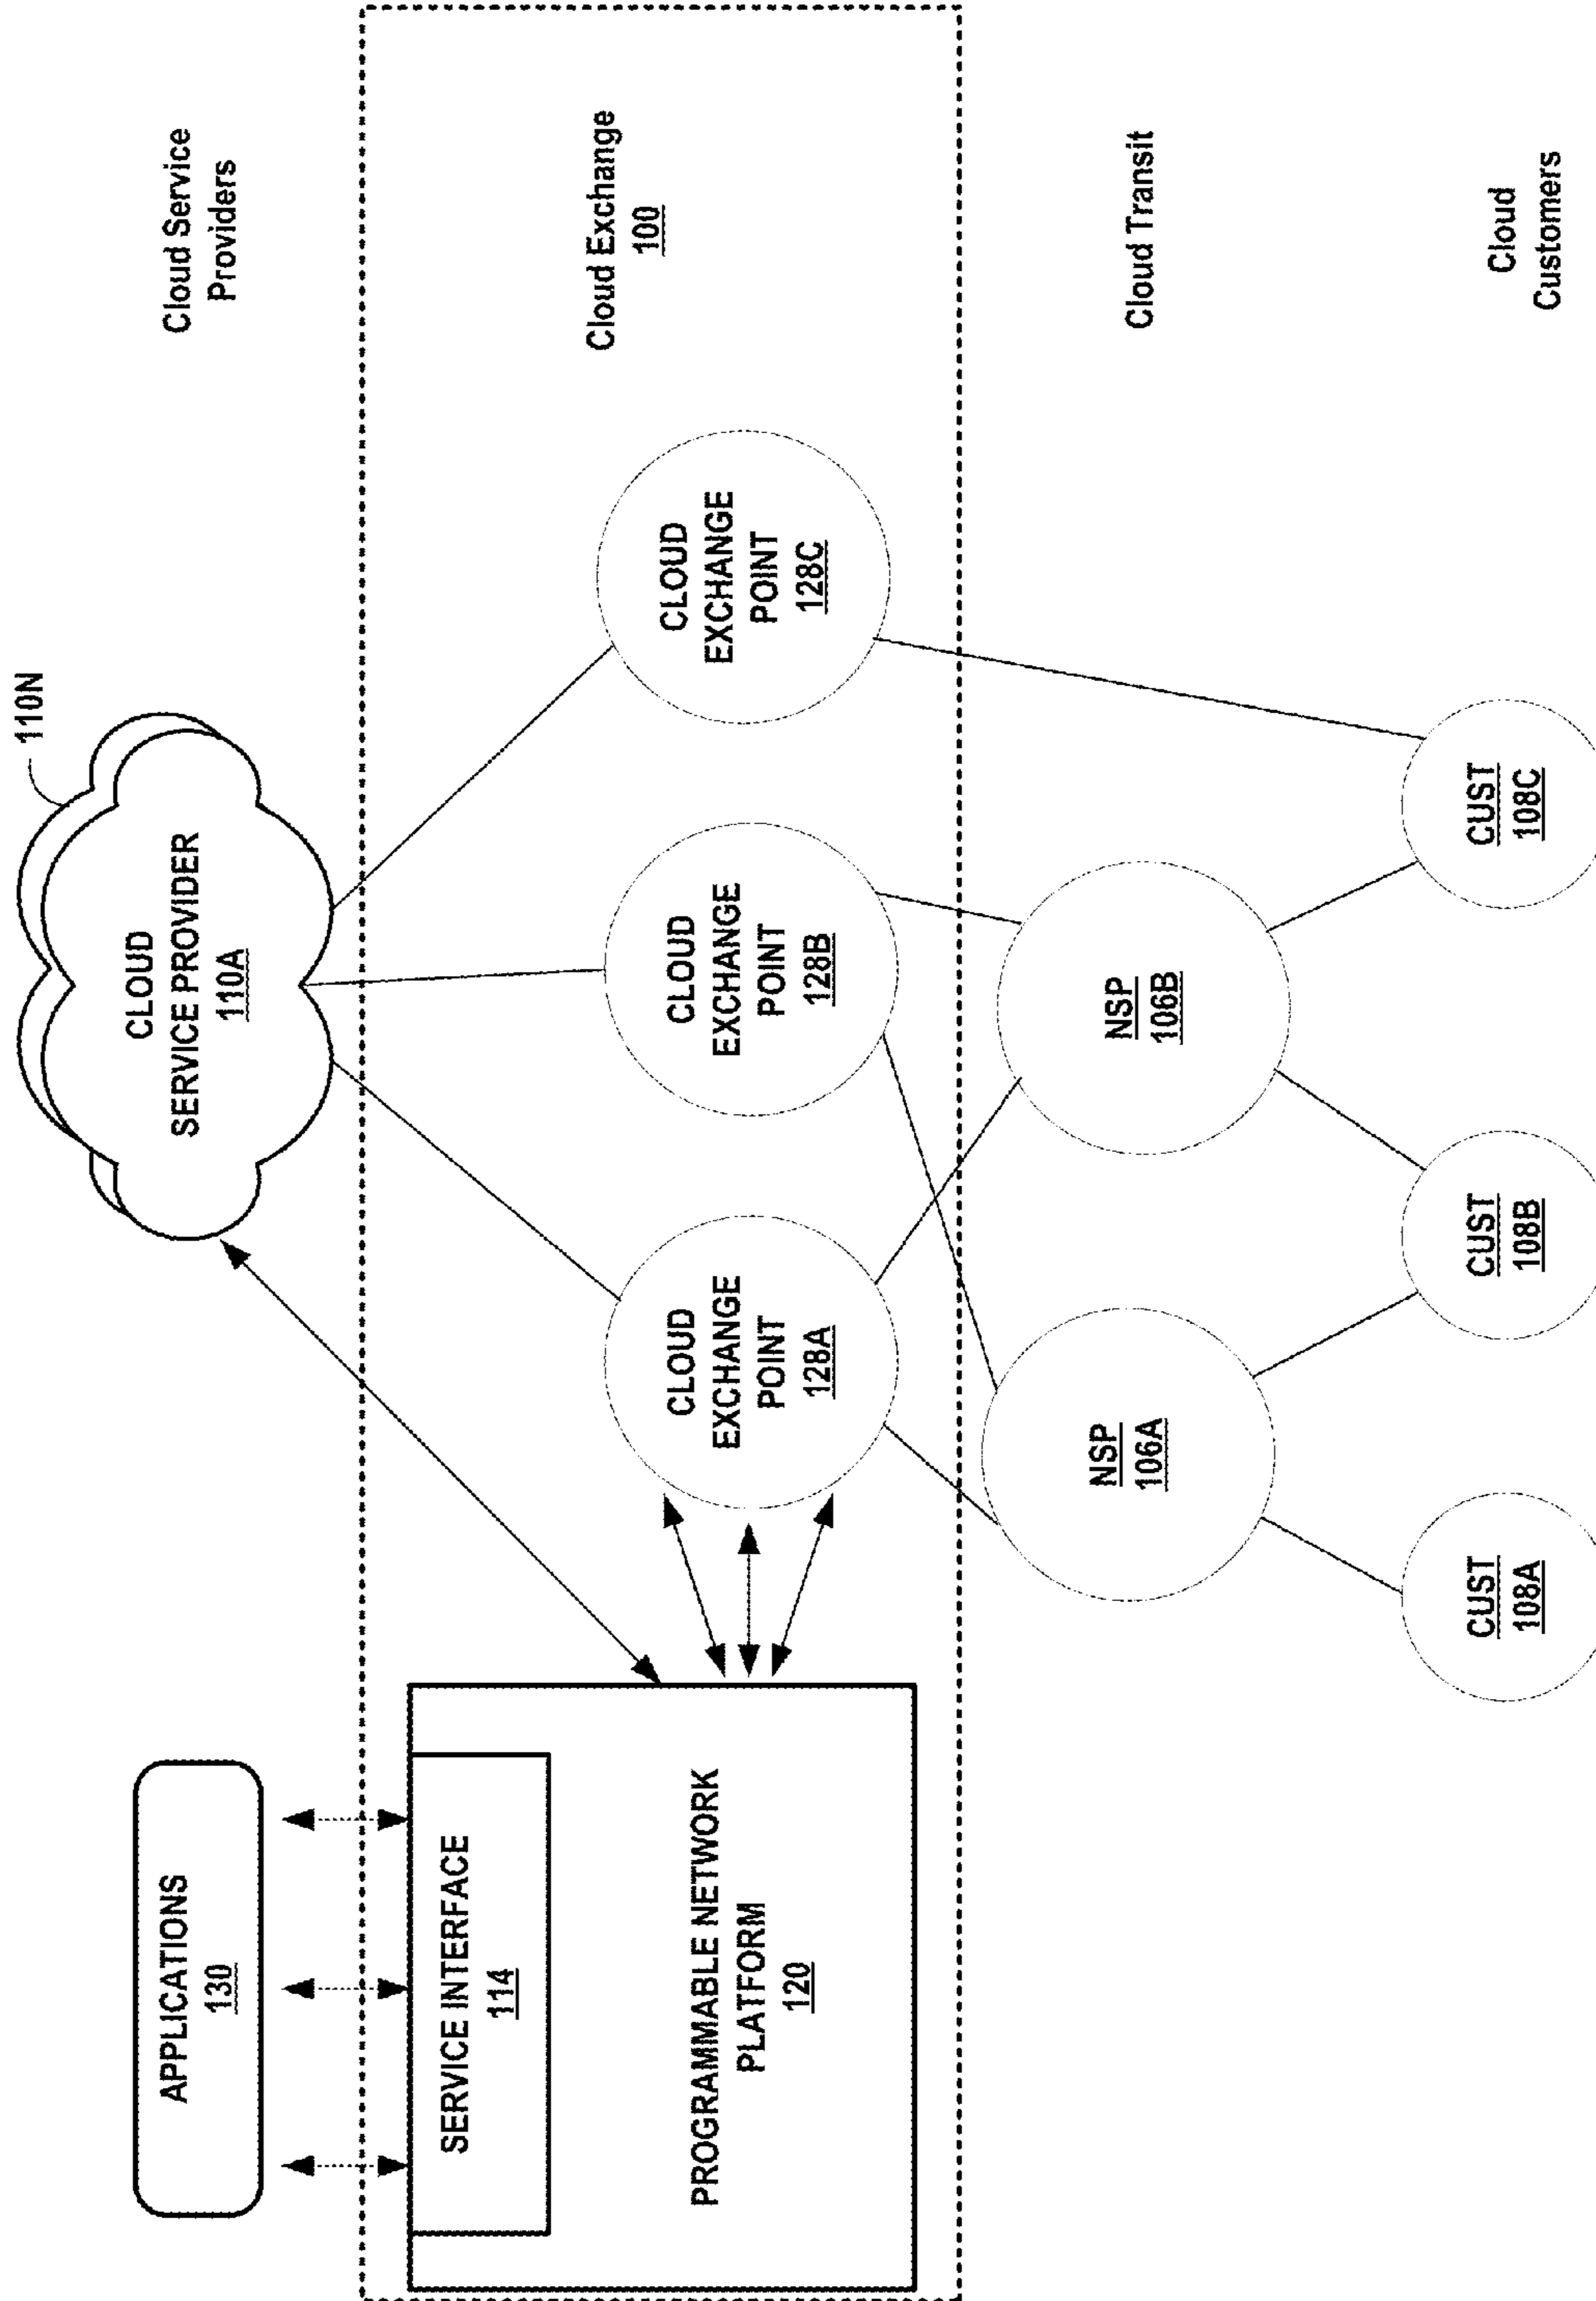 110N
CLOUD
SERVICE PROVIDER
110A
Cloud Service
Providers
APPLICATIONS
130
SERVICE INTERFACE
114
PROGRAMMABLE NETWORK
PLATFORM
120
CLOUD
EXCHANGE
POINT
128A
CLOUD
EXCHANGE
POINT
128B
CLOUD
EXCHANGE
POINT
128C
Cloud Exchange
100
NSP
106A
NSP
106B
Cloud Transit
CUST
108A
CUST
108B
CUST
108C
Cloud
Customers